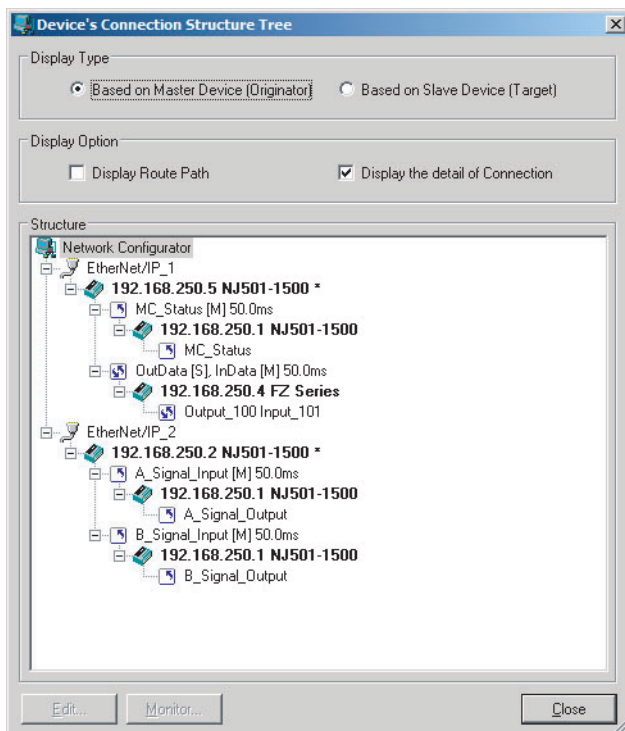 Device's Connection Structure Tree
Display Type
Based on Master Device (Originator) Based on Slave Device (Target)
Display Option
Display Route Path Display the detail of Connection
Structure
Network Configurator
EtherNet/IP_1
192.168.250.5 NJ501-1500 *
MC_Status [M] 50.0ms
192.168.250.1 NJ501-1500
MC_Status
OutData [S], InData [M] 50.0ms
192.168.250.4 FZ Series
Output_100 Input_101
EtherNet/IP_2
192.168.250.2 NJ501-1500 *
A_Signal_Input [M] 50.0ms
192.168.250.1 NJ501-1500
A_Signal_Output
B_Signal_Input [M] 50.0ms
192.168.250.1 NJ501-1500
B_Signal_Output
Edit... Monitor... Close